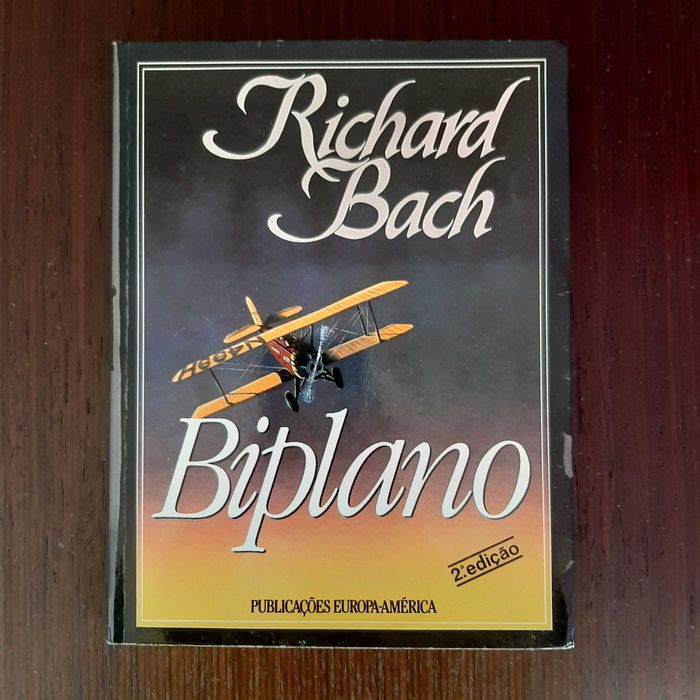 Richard
Bach
Biplano
2.ª edição
PUBLICAÇÕES EUROPA-AMÉRICA